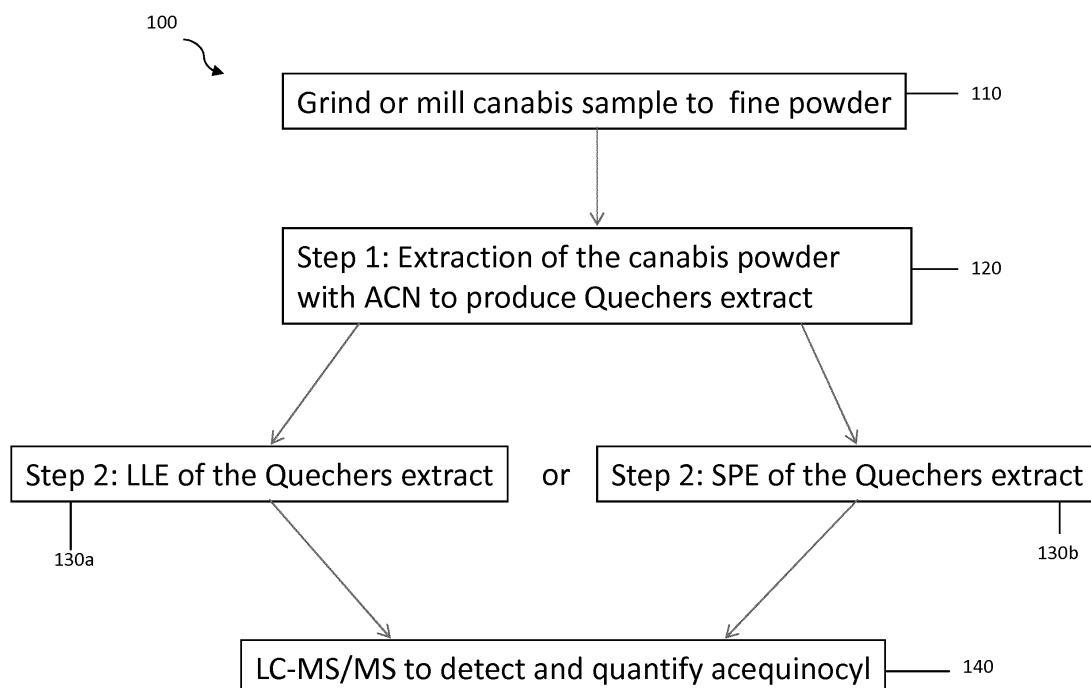 100
Grind or mill canabis sample to fine powder
110
Step 1: Extraction of the canabis powder
with ACN to produce Quechers extract
120
Step 2: LLE of the Quechers extract
or
Step 2: SPE of the Quechers extract
130a
130b
LC-MS/MS to detect and quantify acequinocyl
140